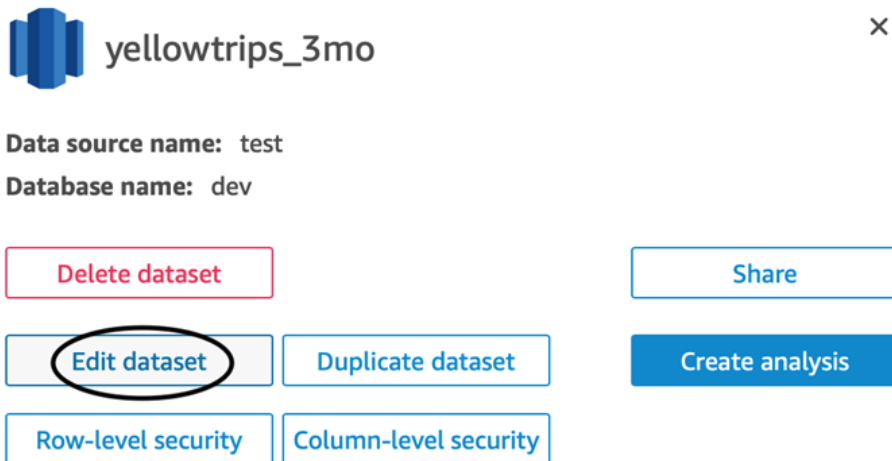 yellowtrips_3mo
×
Data source name: test
Database name: dev
Delete dataset
Share
Edit dataset
Duplicate dataset
Create analysis
Row-level security
Column-level security